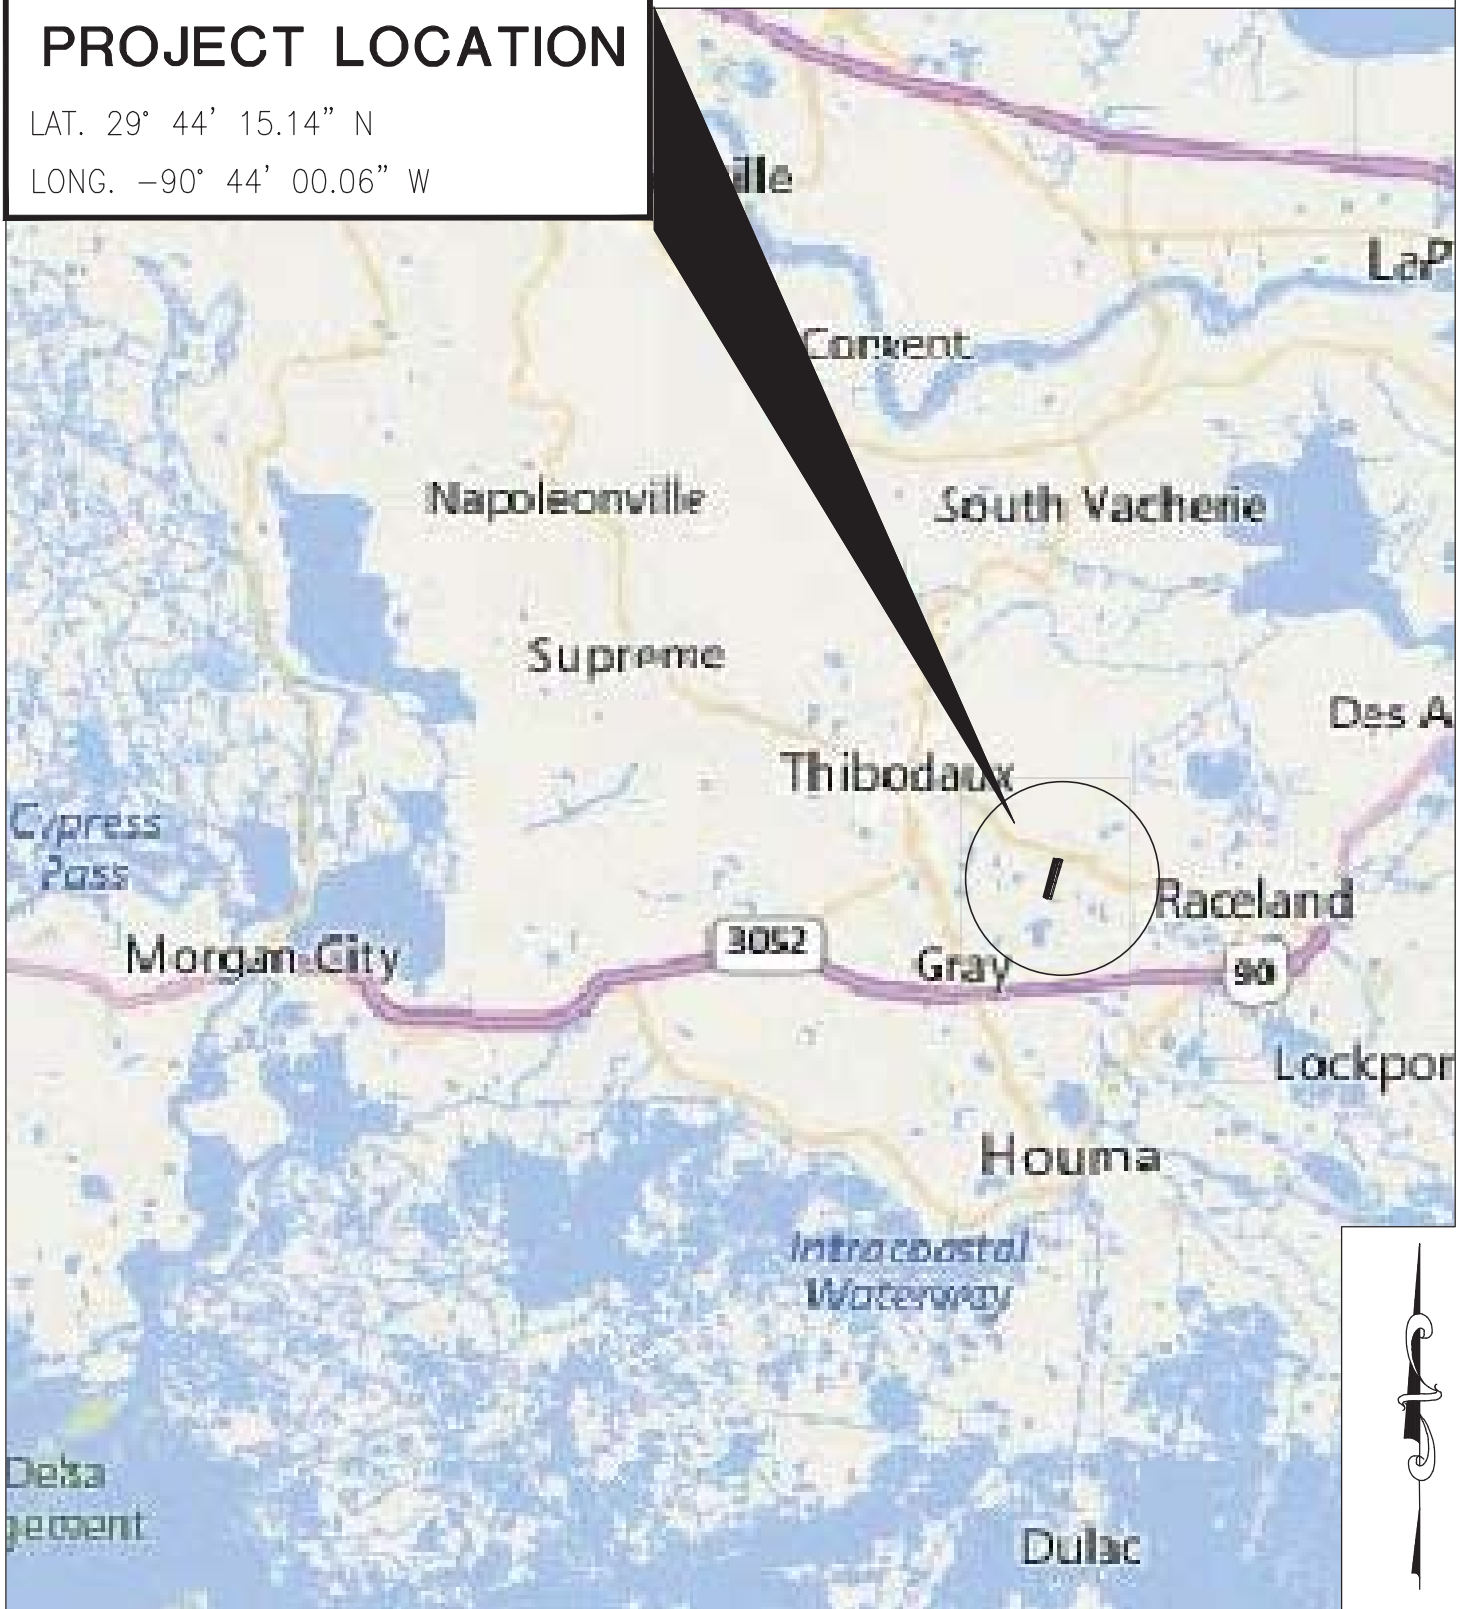 PROJECT LOCATION
LAT. 29° 44' 15.14" N
LONG. -90° 44' 00.06" W
ille
LaP
Convent
Napoleonville
South Vacherie
Supreme
Des A
Thibodaux
Cypress
Pass
Raceland
Morgan City
3052
Gray
90
Lockpor
Houma
Intracoastal
Waterway
Delta
gement
Dulac